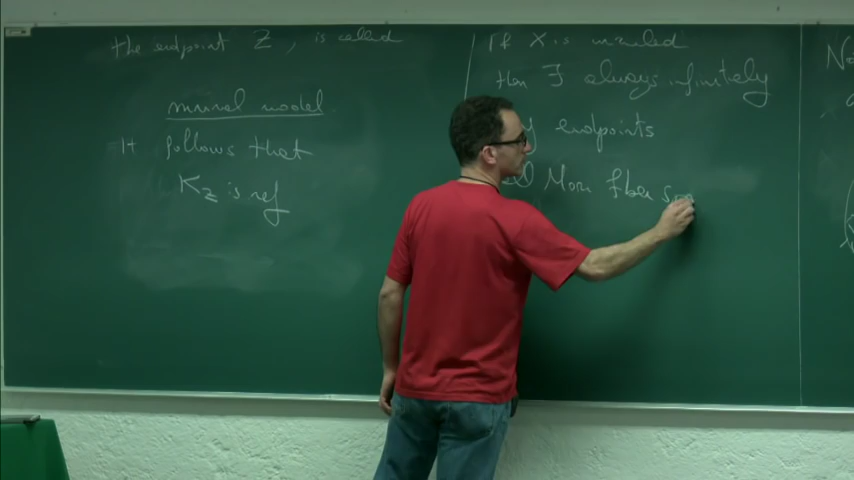 the endpoint Z, is called
minimal model
It follows that
K_Z is nef
If X is uniruled
then ∃ always infinitely
endpoints
Mori fiber